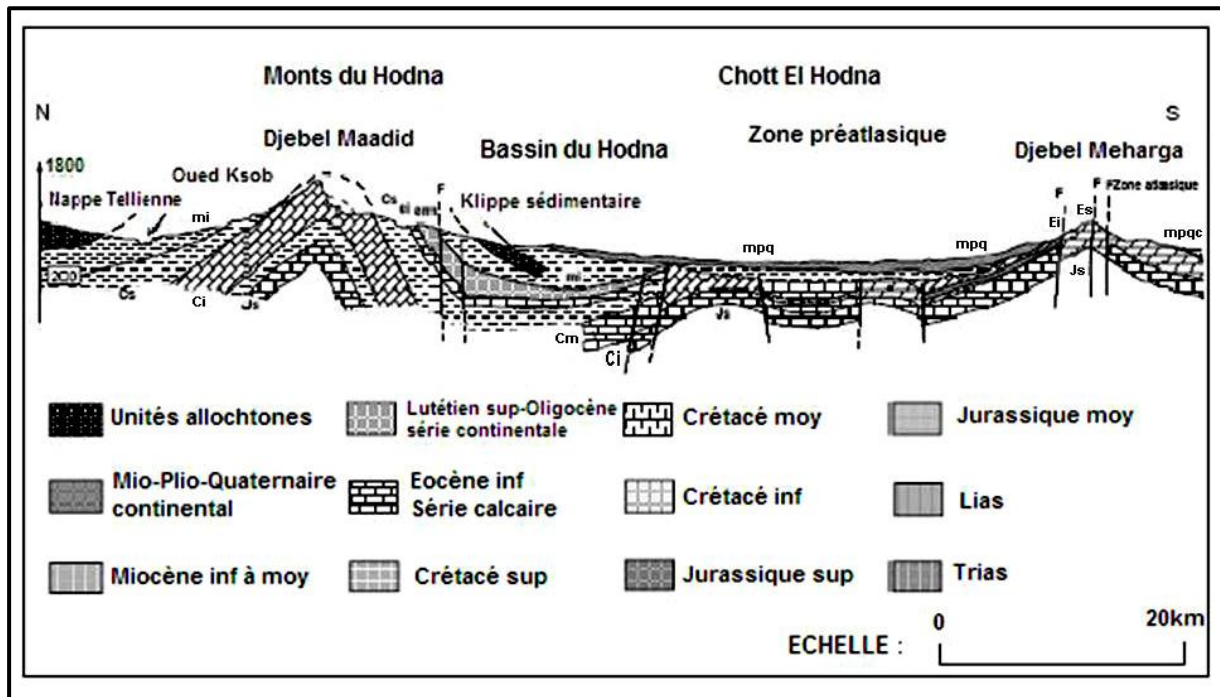 Monts du Hodna
Chott El Hodna
N
S
Djebel Maadid
Zone préatlasique
Bassin du Hodna
Djebel Meharga
1800
Oued Ksob
Nappe Tellienne
mi
Cs
F
Klippe sédimentaire
F
F
F
Zone atlasique
Es
Ei
mpq
mpq
mpqc
200
mi
Cs
Ci
Js
Js
Js
Cm
Ci
Unités allochtones
Lutétien sup-Oligocène
série continentale
Crétacé moy
Jurassique moy
Mio-Plio-Quaternaire
continental
Eocène inf
Série calcaire
Crétacé inf
Lias
Miocène inf à moy
Crétacé sup
Jurassique sup
Trias
0
20km
ECHELLE :